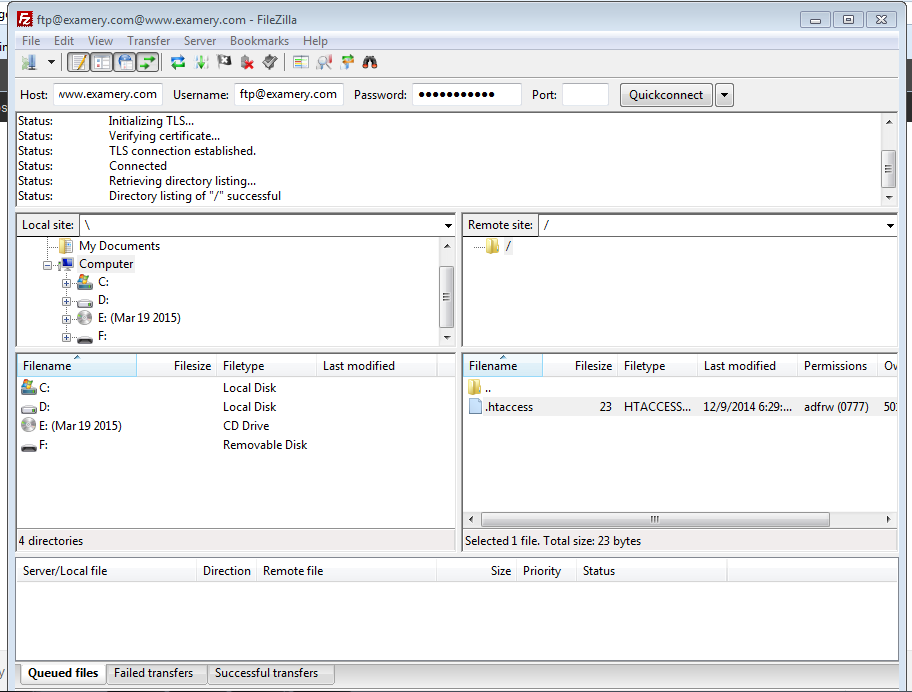 ftp@examery.com@www.examery.com - FileZilla
File Edit View Transfer Server Bookmarks Help
Host: www.examery.com Username: ftp@examery.com Password: ●●●●●●●●●●● Port: Quickconnect
Status: Initializing TLS...
Status: Verifying certificate...
Status: TLS connection established.
Status: Connected
Status: Retrieving directory listing...
Status: Directory listing of "/" successful
Local site: \
My Documents
Computer
C:
D:
E: (Mar 19 2015)
F:
Remote site: /
/
Filename Filesize Filetype Last modified
C: Local Disk
D: Local Disk
E: (Mar 19 2015) CD Drive
F: Removable Disk
4 directories
Filename Filesize Filetype Last modified Permissions
..
.htaccess 23 HTACCESS... 12/9/2014 6:29:... adfrw (0777)
Selected 1 file. Total size: 23 bytes
Server/Local file Direction Remote file Size Priority Status
Queued files Failed transfers Successful transfers